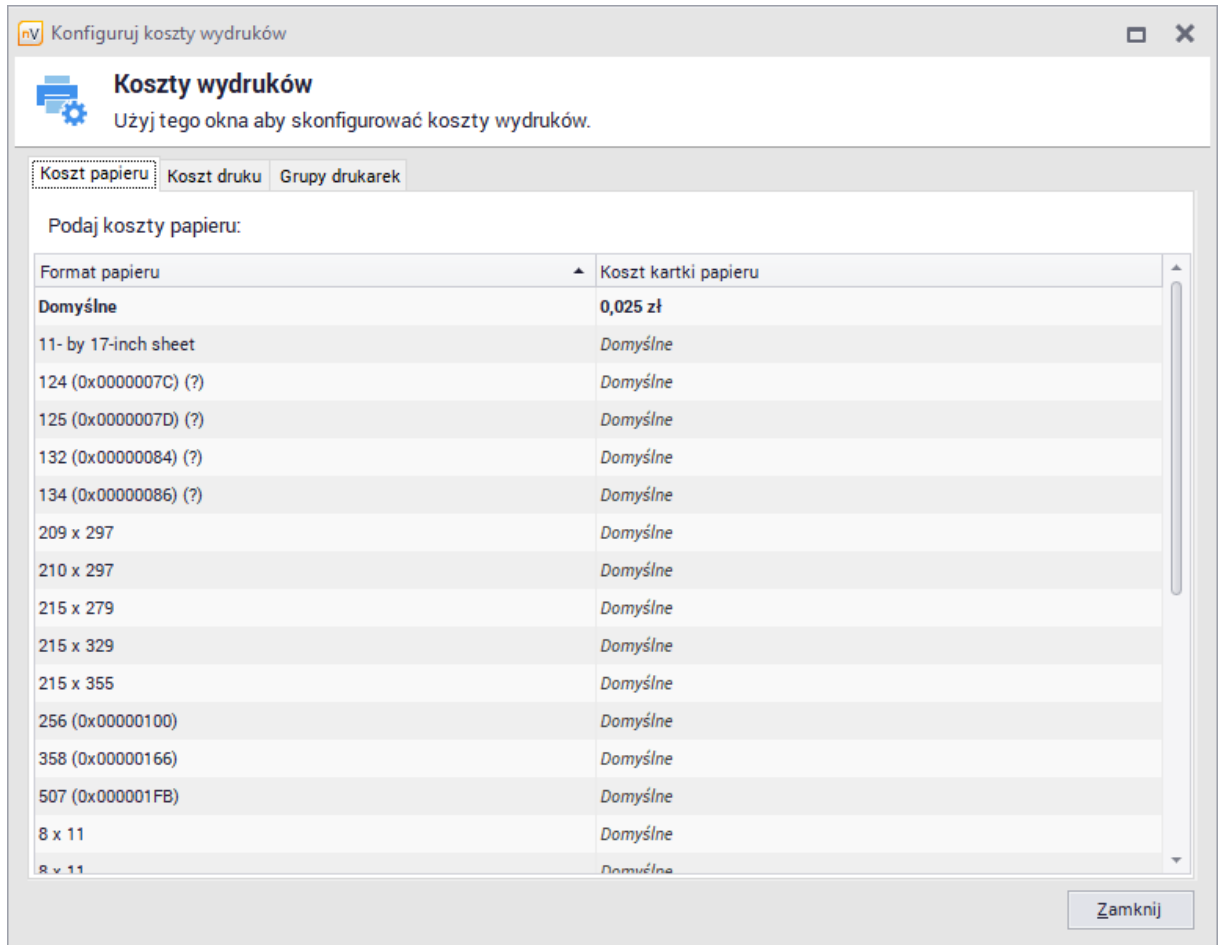 nV Konfiguruj koszty wydruków
Koszty wydruków
Użyj tego okna aby skonfigurować koszty wydruków.
Koszt papieru Koszt druku Grupy drukarek
Podaj koszty papieru:
Format papieru Koszt kartki papieru
Domyślne 0,025 zł
11- by 17-inch sheet Domyślne
124 (0x0000007C) (?) Domyślne
125 (0x0000007D) (?) Domyślne
132 (0x00000084) (?) Domyślne
134 (0x00000086) (?) Domyślne
209 x 297 Domyślne
210 x 297 Domyślne
215 x 279 Domyślne
215 x 329 Domyślne
215 x 355 Domyślne
256 (0x00000100) Domyślne
358 (0x00000166) Domyślne
507 (0x000001FB) Domyślne
8 x 11 Domyślne
8 x 11 Domyślne
Zamknij